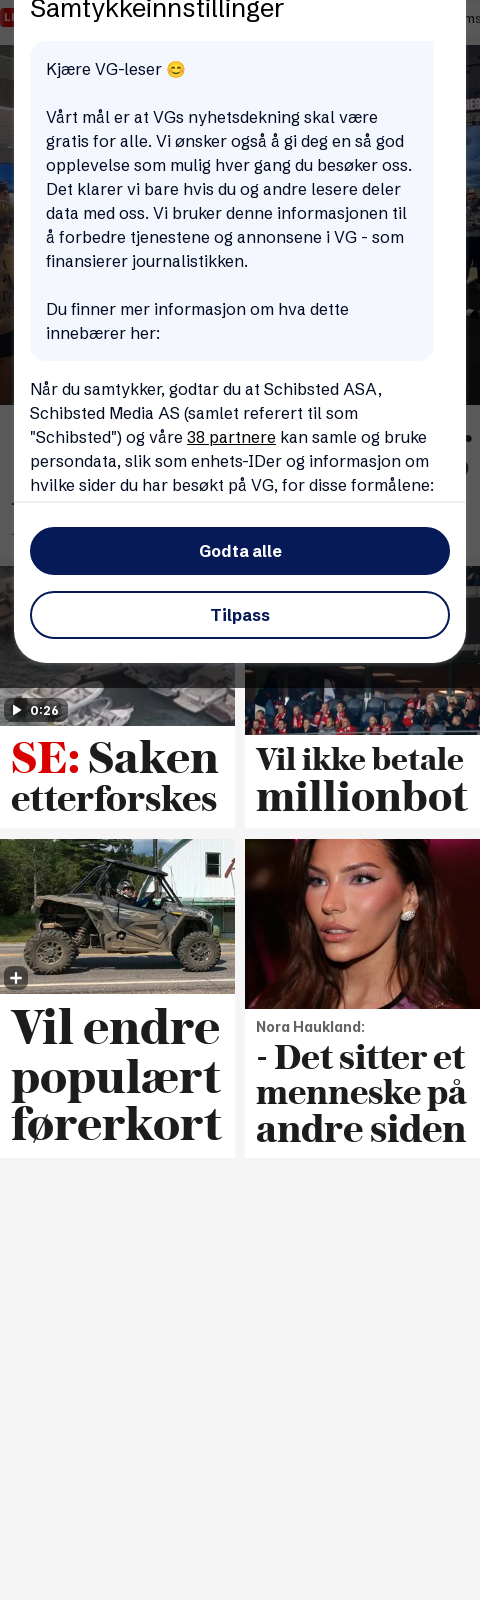 Samtykkeinnstillinger
Kjære VG-leser 😊
Vårt mål er at VGs nyhetsdekning skal være
gratis for alle. Vi ønsker også å gi deg en så god
opplevelse som mulig hver gang du besøker oss.
Det klarer vi bare hvis du og andre lesere deler
data med oss. Vi bruker denne informasjonen til
å forbedre tjenestene og annonsene i VG - som
finansierer journalistikken.
Du finner mer informasjon om hva dette
innebærer her:
Når du samtykker, godtar du at Schibsted ASA,
Schibsted Media AS (samlet referert til som
"Schibsted") og våre 38 partnere kan samle og bruke
persondata, slik som enhets-IDer og informasjon om
hvilke sider du har besøkt på VG, for disse formålene:
Godta alle
Tilpass
0:26
SE: Saken
etterforskes
Vil ikke betale
millionbot
Vil endre
populært
førerkort
Nora Haukland:
- Det sitter et
menneske på
andre siden